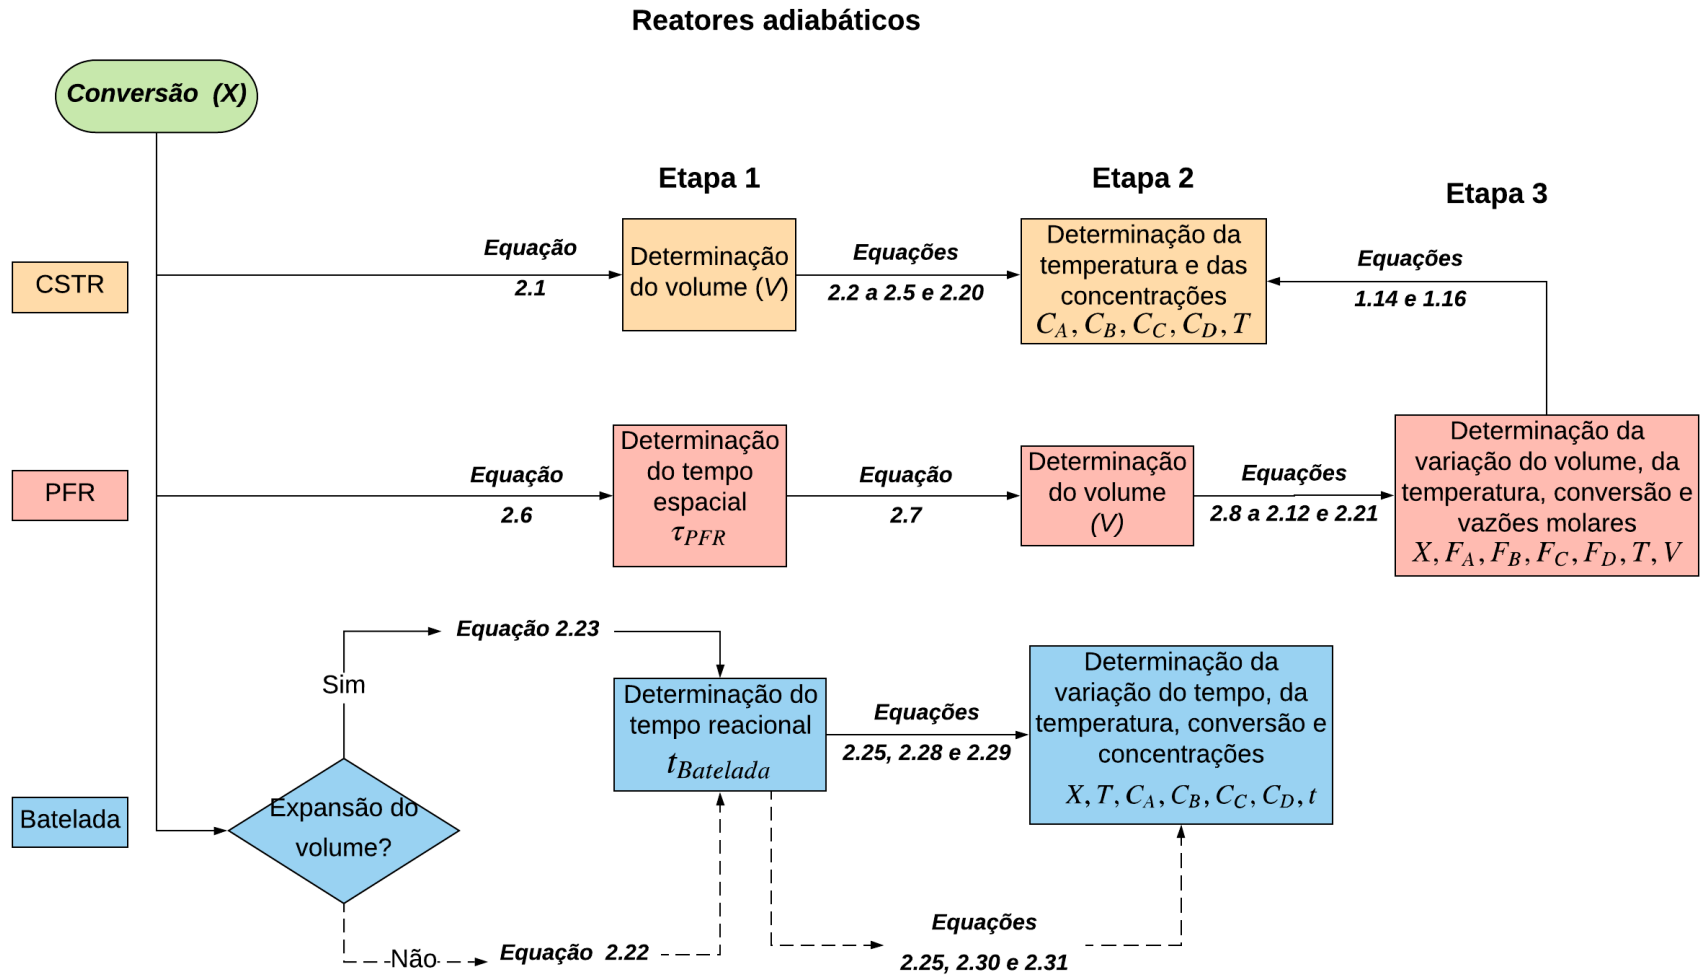 Reatores adiabáticos
Conversão (X)
Etapa 1
Etapa 2
Etapa 3
CSTR
Equação
2.1
Determinação
do volume (V)
Equações
2.2 a 2.5 e 2.20
Determinação da
temperatura e das
concentrações
C_A, C_B, C_C, C_D, T
Equações
1.14 e 1.16
PFR
Equação
2.6
Determinação
do tempo
espacial
τ_PFR
Equação
2.7
Determinação
do volume
(V)
Equações
2.8 a 2.12 e 2.21
Determinação da
variação do volume, da
temperatura, conversão e
vazões molares
X, F_A, F_B, F_C, F_D, T, V
Batelada
Expansão do
volume?
Sim
Equação 2.23
Não
Equação 2.22
Determinação do
tempo reacional
t_Batelada
Equações
2.25, 2.28 e 2.29
Equações
2.25, 2.30 e 2.31
Determinação da
variação do tempo, da
temperatura, conversão e
concentrações
X, T, C_A, C_B, C_C, C_D, t